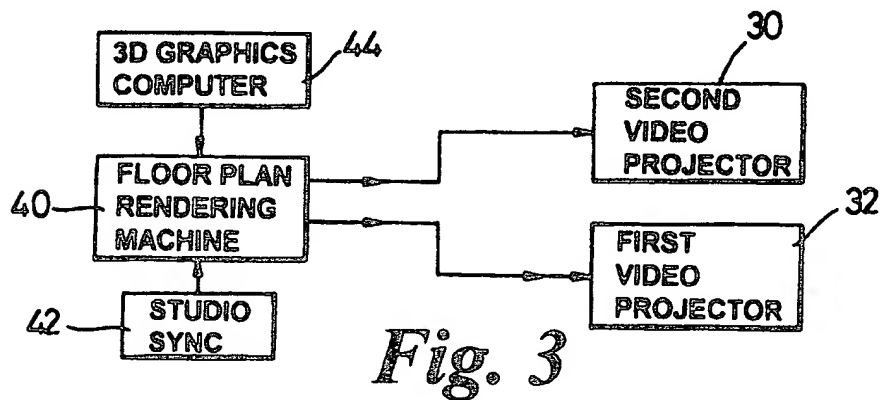 3D GRAPHICS
COMPUTER
44
40
FLOOR PLAN
RENDERING
MACHINE
42
STUDIO
SYNC
30
SECOND
VIDEO
PROJECTOR
32
FIRST
VIDEO
PROJECTOR
Fig. 3